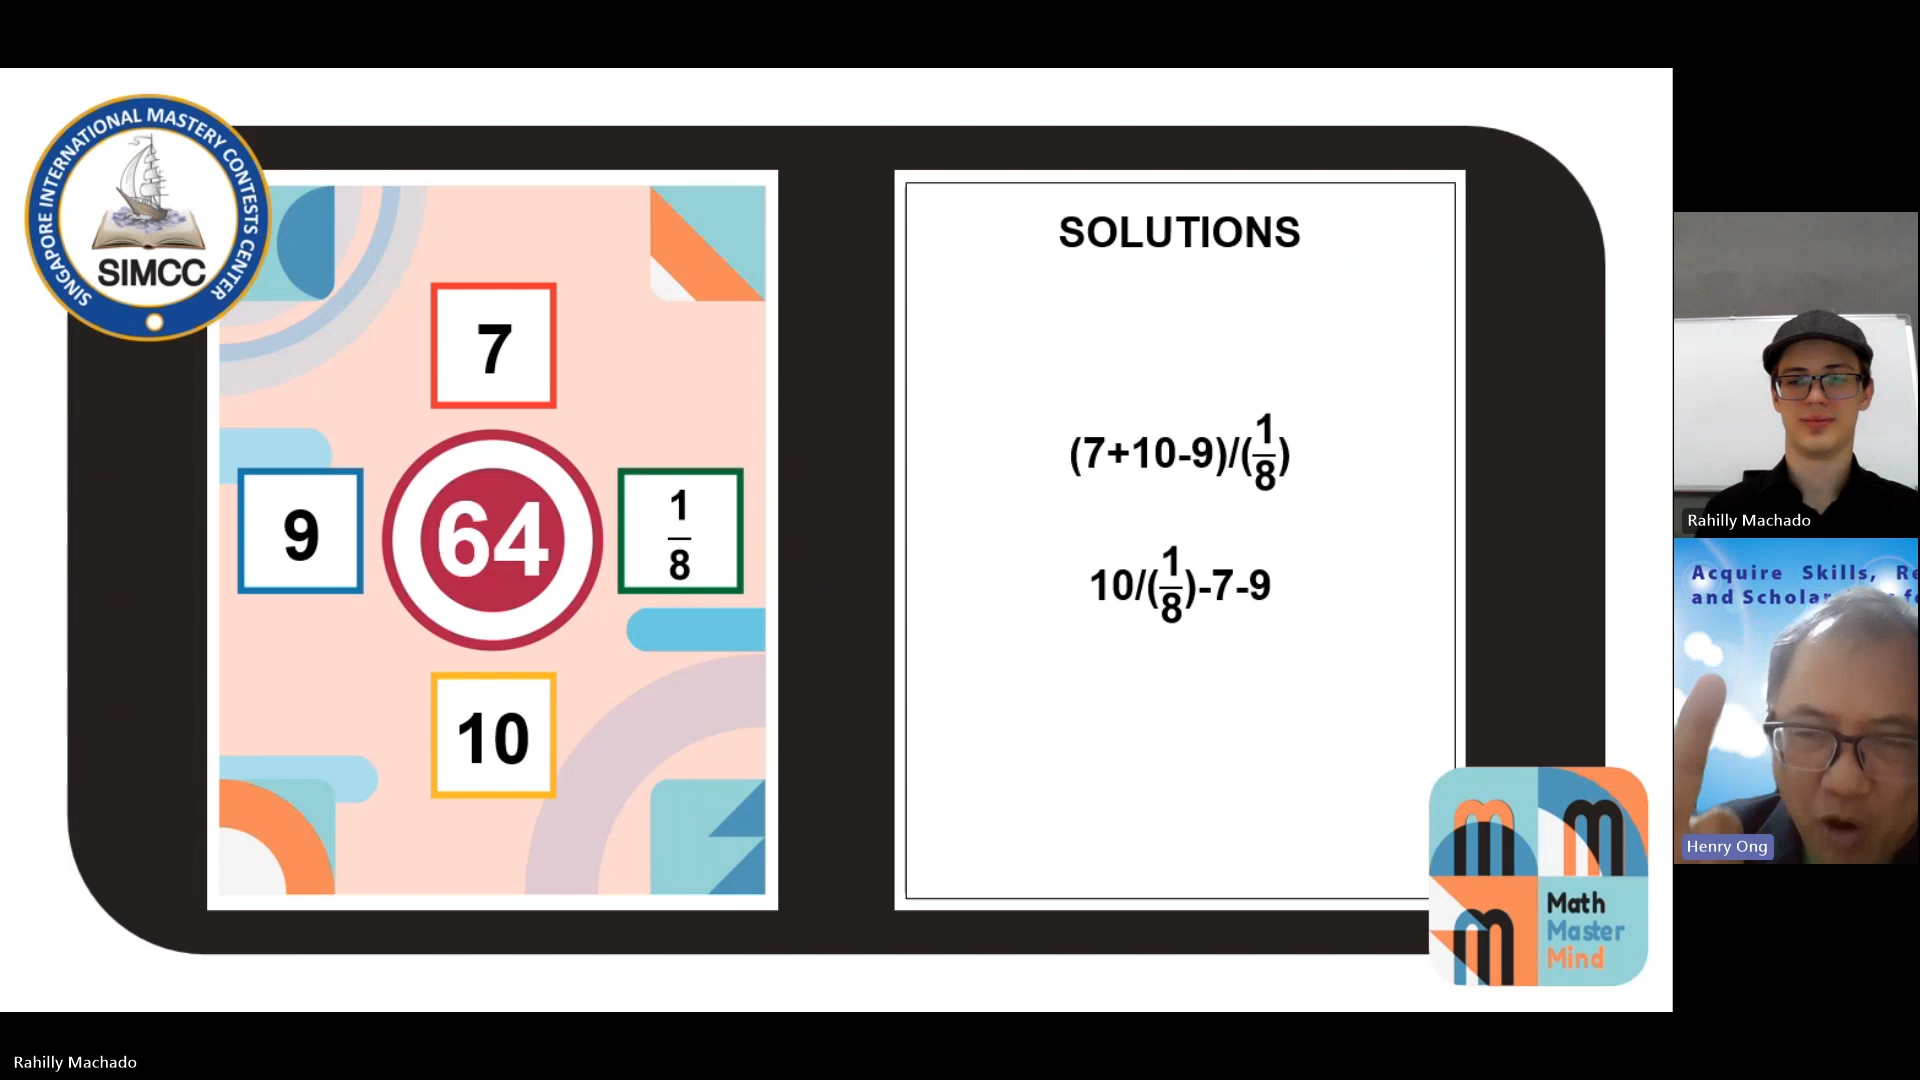 SINGAPORE INTERNATIONAL MASTERY CONTESTS CENTER
SIMCC
7
9
64
1
8
10
SOLUTIONS
(7+10-9)/(1/8)
10/(1/8)-7-9
Math
Master
Mind
Rahilly Machado
Acquire Skills,
and
Henry Ong
Rahilly Machado